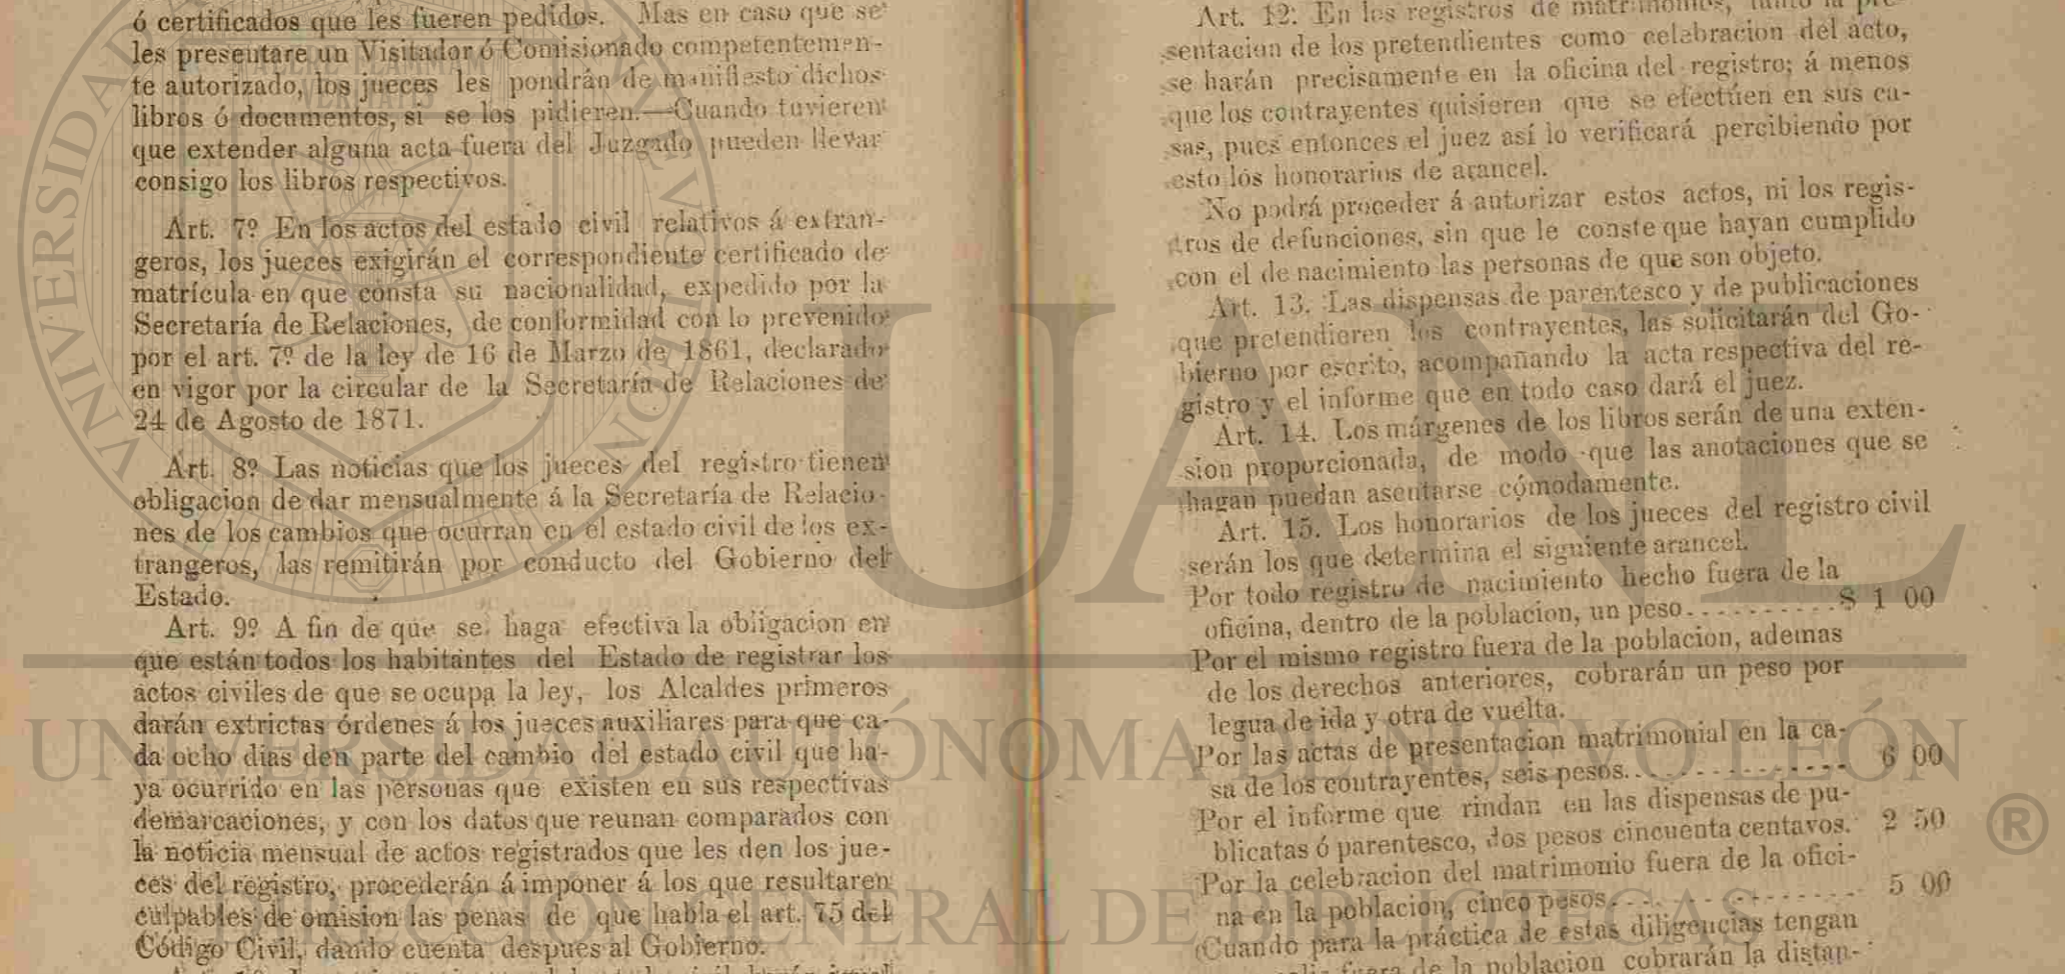 ó certificados que les fueren pedidos. Mas en caso que se
les presentare un Visitador ó Comisionado competentemen-
te autorizado, los jueces les pondrán de manifiesto dichos
libros ó documentos, si se los pidieren.—Cuando tuvieren
que extender alguna acta fuera del Juzgado pueden llevar
consigo los libros respectivos.
Art. 7º En los actos del estado civil relativos á extran-
geros, los jueces exigirán el correspondiente certificado de
matrícula en que consta su nacionalidad, expedido por la
Secretaría de Relaciones, de conformidad con lo prevenido
por el art. 7º de la ley de 16 de Marzo de 1861, declarado
en vigor por la circular de la Secretaría de Relaciones de
24 de Agosto de 1871.
Art. 8º Las noticias que los jueces del registro tienen
obligacion de dar mensualmente á la Secretaría de Relacio-
nes de los cambios que ocurran en el estado civil de los ex-
trangeros, las remitirán por conducto del Gobierno del
Estado.
Art. 9º A fin de que se haga efectiva la obligacion en
que están todos los habitantes del Estado de registrar los
actos civiles de que se ocupa la ley, los Alcaldes primeros
darán extrictas órdenes á los jueces auxiliares para que ca-
da ocho dias den parte del cambio del estado civil que ha-
ya ocurrido en las personas que existen en sus respectivas
demarcaciones, y con los datos que reunan comparados con
la noticia mensual de actos registrados que les den los jue-
ces del registro, procederán á imponer á los que resultaren
culpables de omision las penas de que habla el art. 75 del
Código Civil, dando cuenta despues al Gobierno.
Art. 12: En los registros de matrimonios, tanto la pre-
sentacion de los pretendientes como celebracion del acto,
se harán precisamente en la oficina del registro; á menos
que los contrayentes quisieren que se efectúen en sus ca-
sas, pues entonces el juez así lo verificará percibiendo por
esto los honorarios de arancel.
No podrá proceder á autorizar estos actos, ni los regis-
tros de defunciones, sin que le conste que hayan cumplido
con el de nacimiento las personas de que son objeto.
Art. 13. Las dispensas de parentesco y de publicaciones
que pretendieren los contrayentes, las solicitarán del Go-
bierno por escrito, acompañando la acta respectiva del re-
gistro y el informe que en todo caso dará el juez.
Art. 14. Los márgenes de los libros serán de una exten-
sion proporcionada, de modo que las anotaciones que se
hagan puedan asentarse cómodamente.
Art. 15. Los honorarios de los jueces del registro civil
serán los que determina el siguiente arancel.
Por todo registro de nacimiento hecho fuera de la
oficina, dentro de la poblacion, un peso. . . . . . . . . . . $ 1 00
Por el mismo registro fuera de la poblacion, ademas
de los derechos anteriores, cobrarán un peso por
legua de ida y otra de vuelta.
Por las actas de presentacion matrimonial en la ca-
sa de los contrayentes, seis pesos. . . . . . . . . . . . . . 6 00
Por el informe que rindan en las dispensas de pu-
blicatas ó parentesco, dos pesos cincuenta centavos. 2 50
Por la celebracion del matrimonio fuera de la ofici-
na en la poblacion, cinco pesos. . . . . . . . . . . . . . . 5 00
Cuando para la práctica de estas diligencias tengan
fuera de la poblacion cobrarán la distan-
UANL
UNIVERSIDAD AUTÓNOMA DE NUEVO LEÓN
®
DIRECCIÓN GENERAL DE BIBLIOTECAS